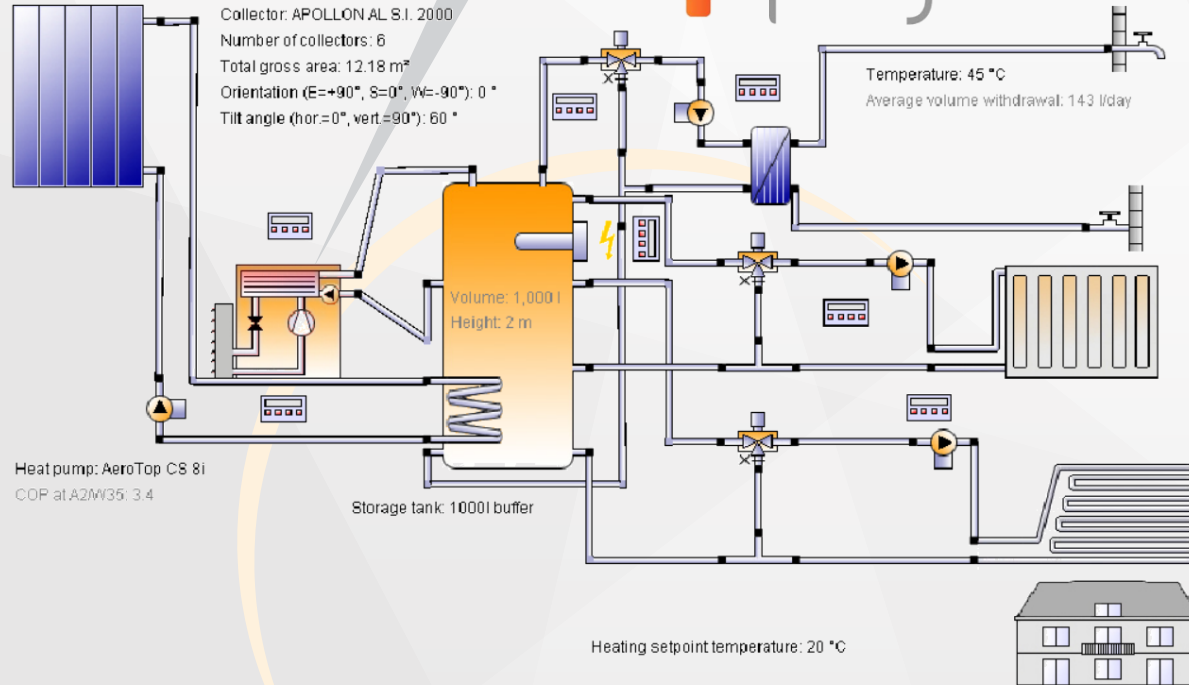 Collector: APOLLON AL S.I. 2000
Number of collectors: 6
Total gross area: 12.18 m²
Orientation (E=+90°, S=0°, W=-90°): 0 °
Tilt angle (hor.=0°, vert.=90°): 60 °
Temperature: 45 °C
Average volume withdrawal: 143 l/day
Volume: 1,000 l
Height: 2 m
Heat pump: AeroTop CS 8i
COP at A2/W35: 3.4
Storage tank: 1000l buffer
Heating setpoint temperature: 20 °C